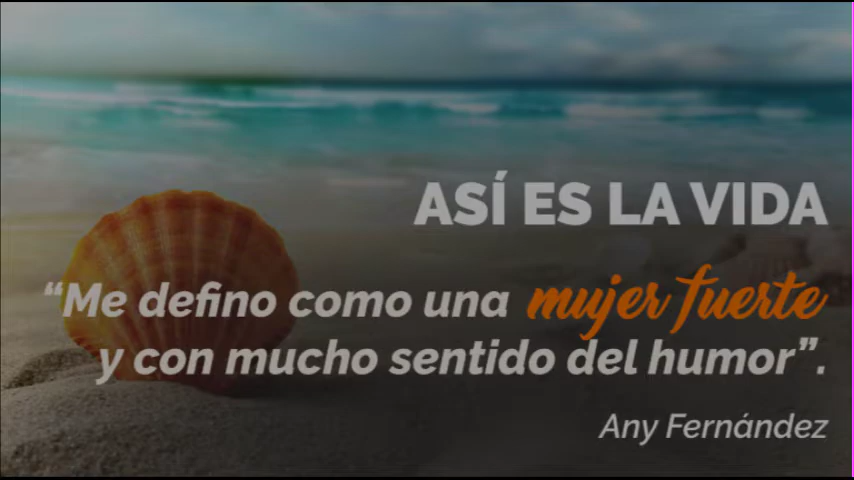 ASÍ ES LA VIDA
“Me defino como una mujer fuerte
y con mucho sentido del humor”.
Any Fernández